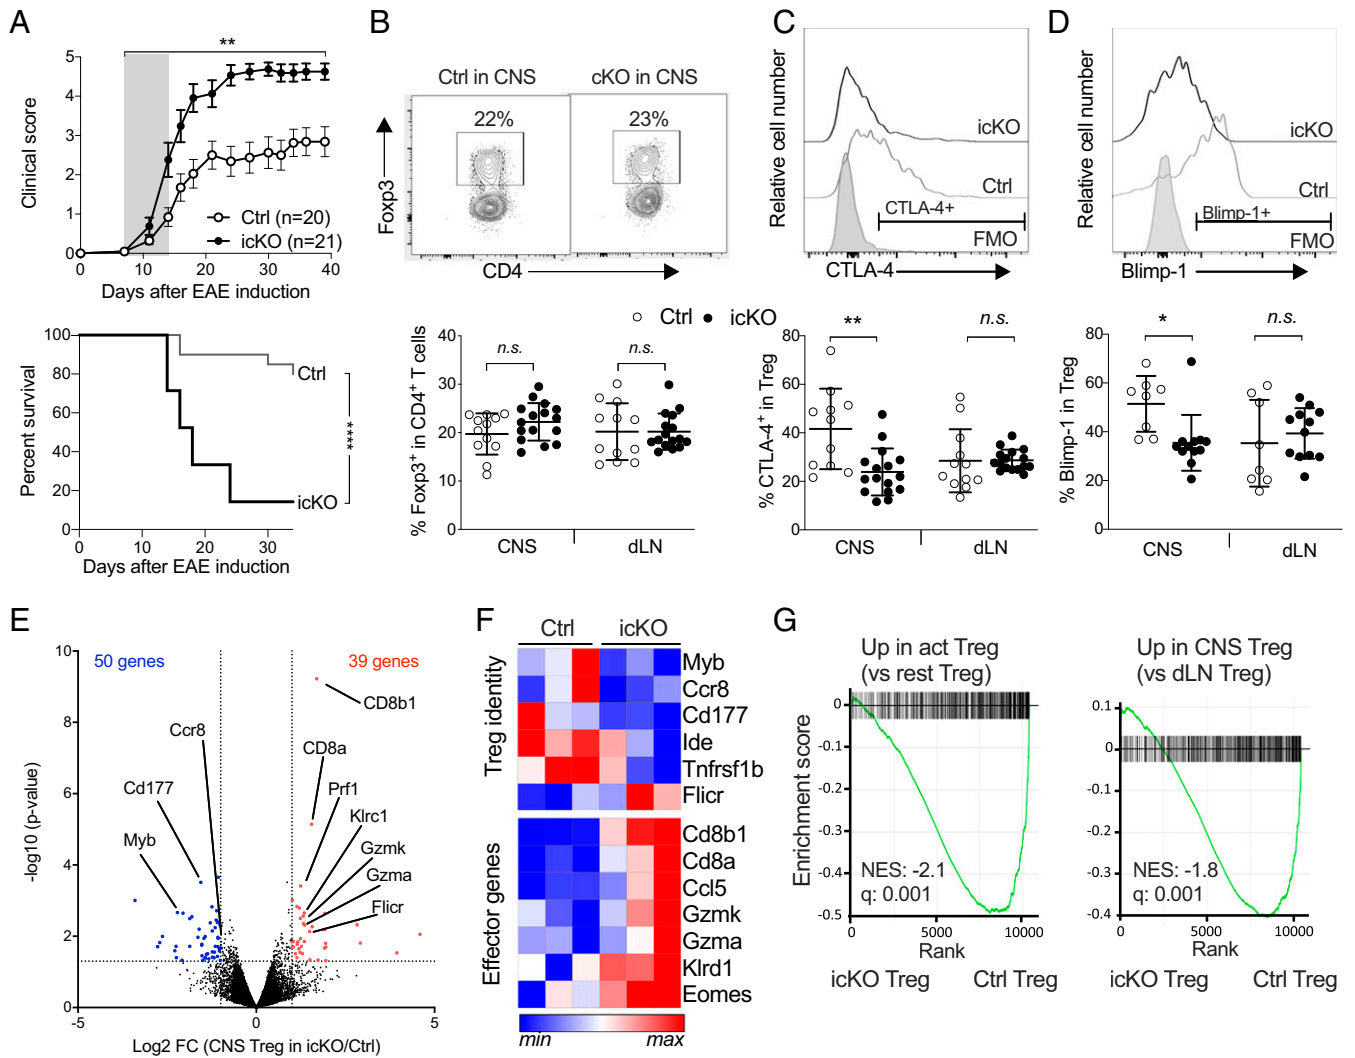 A
5
4
3
2
1
0
Clinical score
**
Ctrl (n=20)
icKO (n=21)
0
10
20
30
40
Days after EAE induction
100
80
60
40
20
0
Percent survival
Ctrl
icKO
****
0
10
20
30
Days after EAE induction
B
Ctrl in CNS
cKO in CNS
22%
23%
Foxp3
CD4
Ctrl
icKO
40
30
20
10
0
% Foxp3+ in CD4+ T cells
n.s.
n.s.
CNS
dLN
C
Relative cell number
icKO
Ctrl
CTLA-4+
FMO
CTLA-4
80
60
40
20
0
% CTLA-4+ in Treg
**
n.s.
CNS
dLN
D
Relative cell number
icKO
Ctrl
Blimp-1+
FMO
Blimp-1
80
60
40
20
0
% Blimp-1 in Treg
*
n.s.
CNS
dLN
E
10
8
6
4
2
0
-log10 (p-value)
50 genes
39 genes
CD8b1
Ccr8
CD8a
Cd177
Prf1
Klrc1
Myb
Gzmk
Gzma
Flicr
-5
0
5
Log2 FC (CNS Treg in icKO/Ctrl)
F
Ctrl
icKO
Treg identity
Myb
Ccr8
Cd177
Ide
Tnfrsf1b
Flicr
Effector genes
Cd8b1
Cd8a
Ccl5
Gzmk
Gzma
Klrd1
Eomes
min
max
G
Up in act Treg
(vs rest Treg)
0
-0.1
-0.2
-0.3
-0.4
-0.5
Enrichment score
NES: -2.1
q: 0.001
0
5000
10000
Rank
icKO Treg
Ctrl Treg
Up in CNS Treg
(vs dLN Treg)
0.1
0
-0.1
-0.2
-0.3
-0.4
NES: -1.8
q: 0.001
0
5000
10000
Rank
icKO Treg
Ctrl Treg